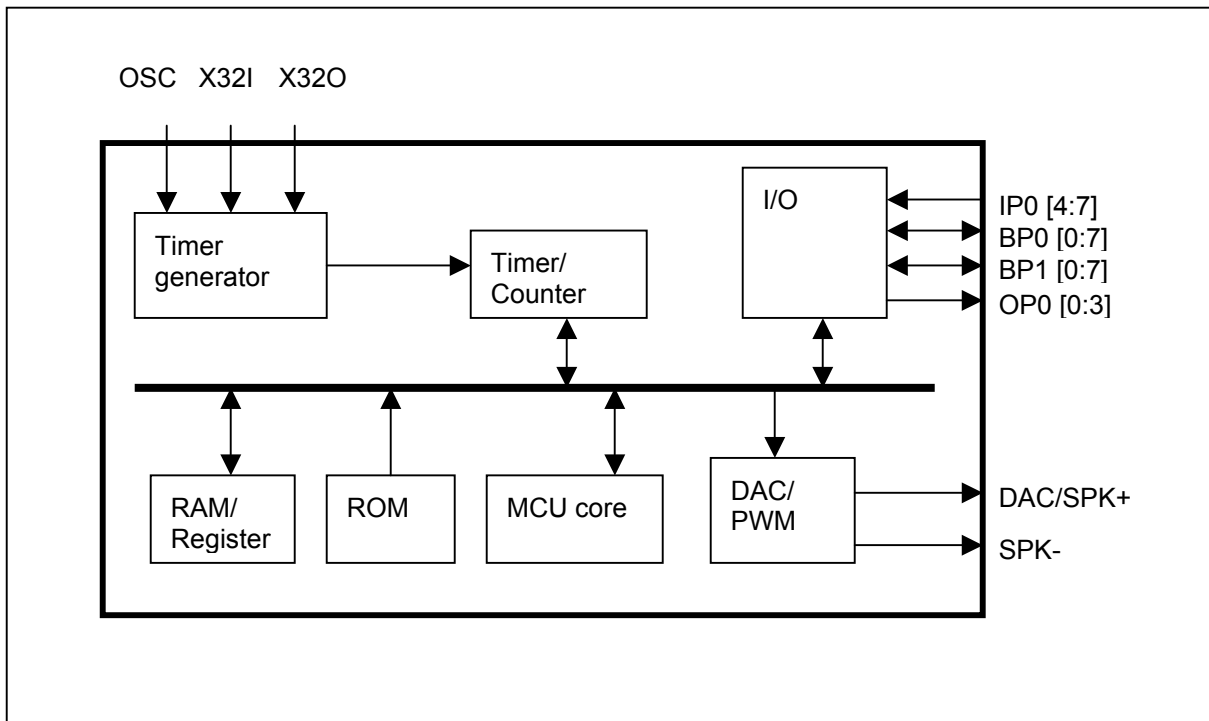 OSC X32I X32O
Timer
generator
Timer/
Counter
I/O
IP0 [4:7]
BP0 [0:7]
BP1 [0:7]
OP0 [0:3]
RAM/
Register
ROM
MCU core
DAC/
PWM
DAC/SPK+
SPK-